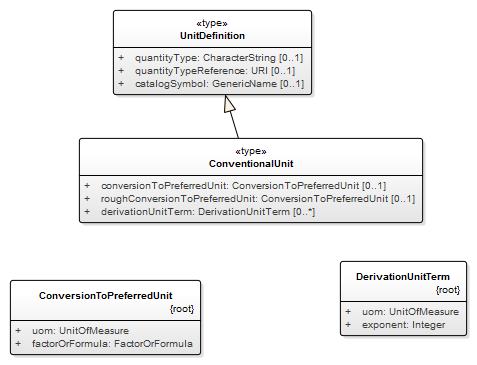 «type»
UnitDefinition
+ quantityType: CharacterString [0..1]
+ quantityTypeReference: URI [0..1]
+ catalogSymbol: GenericName [0..1]
«type»
ConventionalUnit
+ conversionToPreferredUnit: ConversionToPreferredUnit [0..1]
+ roughConversionToPreferredUnit: ConversionToPreferredUnit [0..1]
+ derivationUnitTerm: DerivationUnitTerm [0..*]
ConversionToPreferredUnit
{root}
+ uom: UnitOfMeasure
+ factorOrFormula: FactorOrFormula
DerivationUnitTerm
{root}
+ uom: UnitOfMeasure
+ exponent: Integer